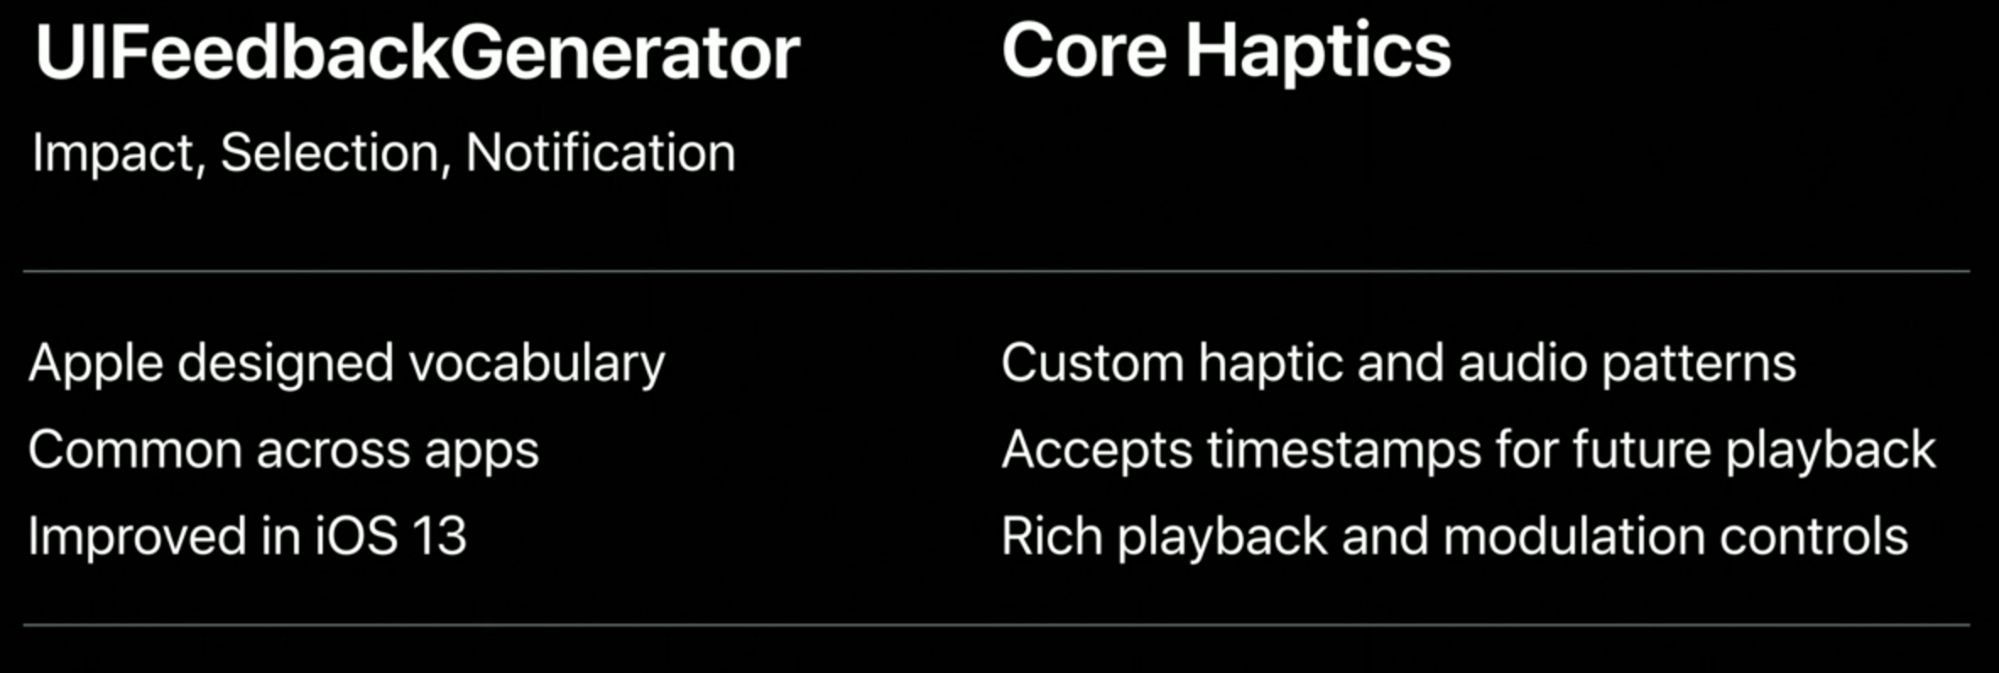 UIFeedbackGenerator
Impact, Selection, Notification
Apple designed vocabulary
Common across apps
Improved in iOS 13
Core Haptics
Custom haptic and audio patterns
Accepts timestamps for future playback
Rich playback and modulation controls